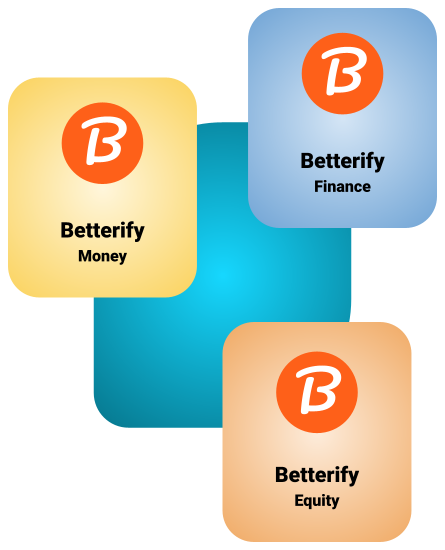 B
Betterify
Finance
B
Betterify
Money
B
Betterify
Equity